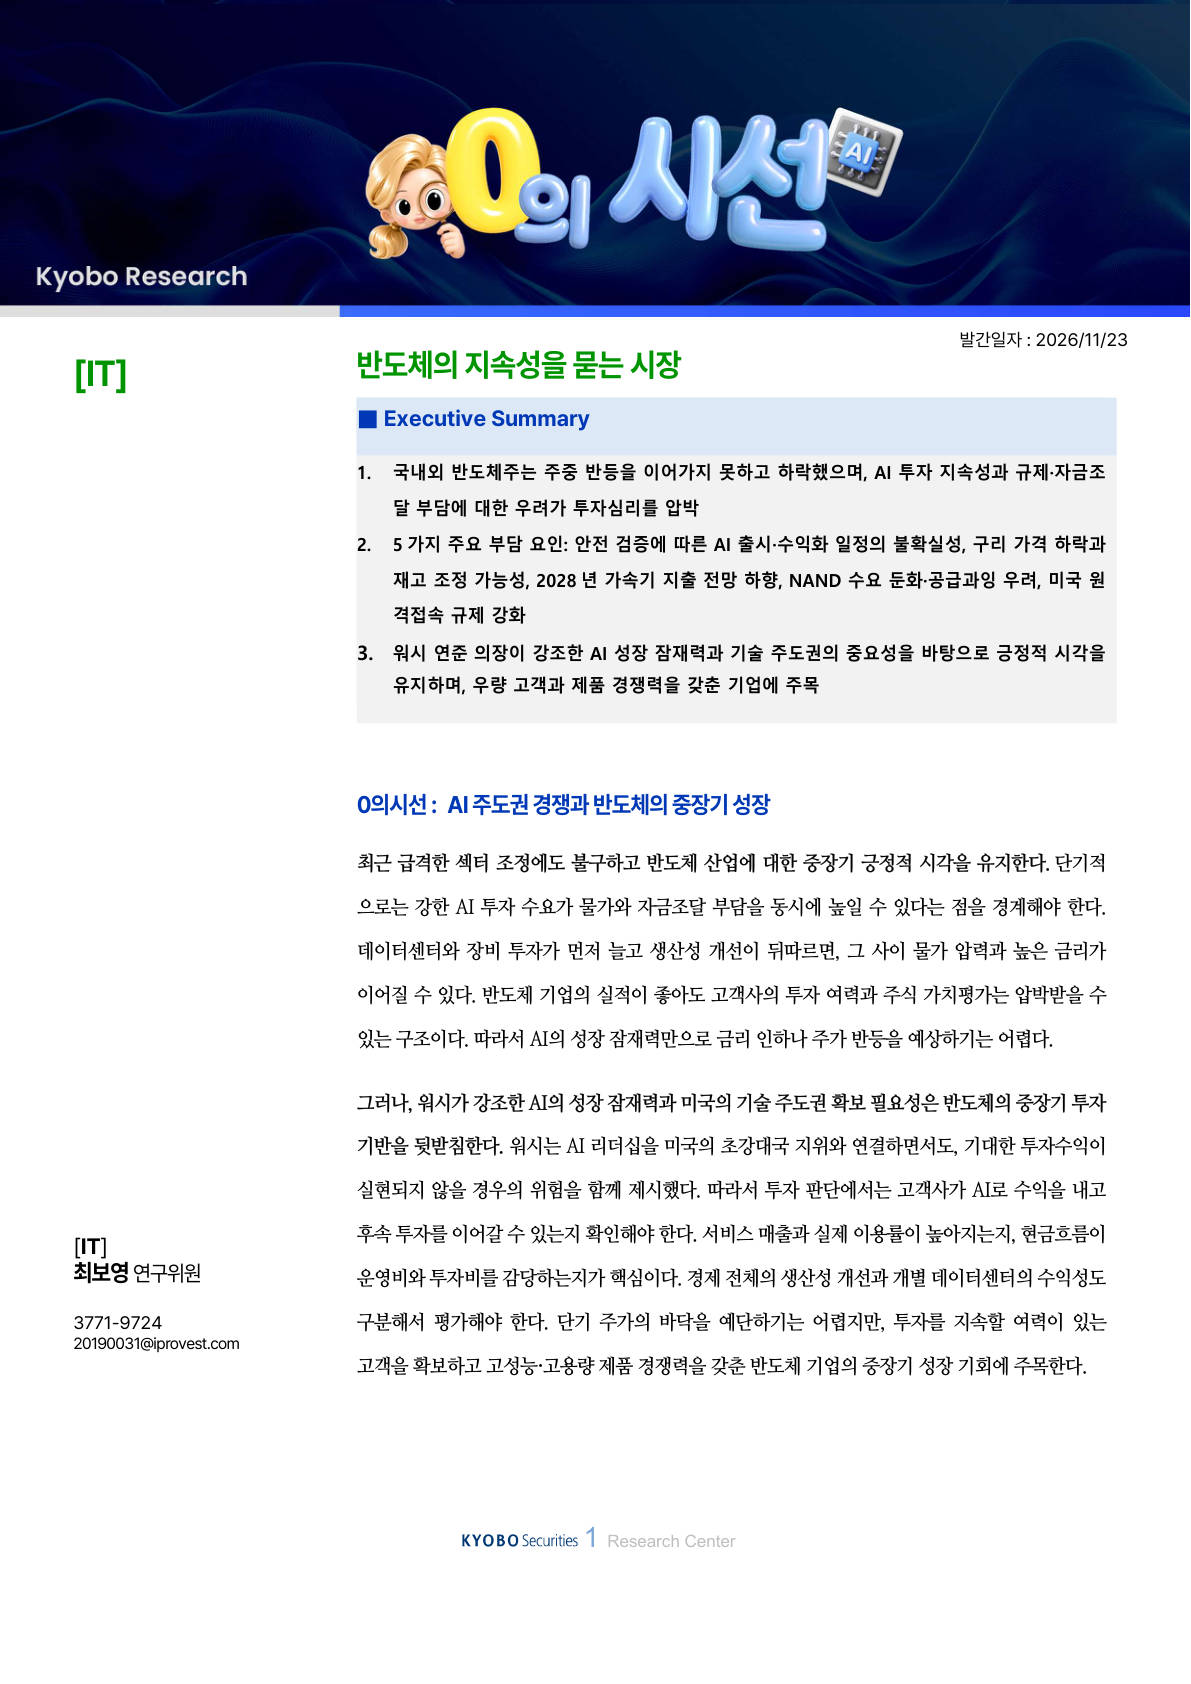 0의 시선
AI
Kyobo Research
발간일자 : 2026/11/23
[IT]
반도체의 지속성을 묻는 시장
■ Executive Summary
1. 국내외 반도체주는 주중 반등을 이어가지 못하고 하락했으며, AI 투자 지속성과 규제·자금조
달 부담에 대한 우려가 투자심리를 압박
2. 5 가지 주요 부담 요인: 안전 검증에 따른 AI 출시·수익화 일정의 불확실성, 구리 가격 하락과
재고 조정 가능성, 2028 년 가속기 지출 전망 하향, NAND 수요 둔화·공급과잉 우려, 미국 원
격접속 규제 강화
3. 워시 연준 의장이 강조한 AI 성장 잠재력과 기술 주도권의 중요성을 바탕으로 긍정적 시각을
유지하며, 우량 고객과 제품 경쟁력을 갖춘 기업에 주목
0의시선 : AI 주도권 경쟁과 반도체의 중장기 성장
최근 급격한 섹터 조정에도 불구하고 반도체 산업에 대한 중장기 긍정적 시각을 유지한다. 단기적
으로는 강한 AI 투자 수요가 물가와 자금조달 부담을 동시에 높일 수 있다는 점을 경계해야 한다.
데이터센터와 장비 투자가 먼저 늘고 생산성 개선이 뒤따르면, 그 사이 물가 압력과 높은 금리가
이어질 수 있다. 반도체 기업의 실적이 좋아도 고객사의 투자 여력과 주식 가치평가는 압박받을 수
있는 구조이다. 따라서 AI의 성장 잠재력만으로 금리 인하나 주가 반등을 예상하기는 어렵다.
그러나, 워시가 강조한 AI의 성장 잠재력과 미국의 기술 주도권 확보 필요성은 반도체의 중장기 투자
기반을 뒷받침한다. 워시는 AI 리더십을 미국의 초강대국 지위와 연결하면서도, 기대한 투자수익이
실현되지 않을 경우의 위험을 함께 제시했다. 따라서 투자 판단에서는 고객사가 AI로 수익을 내고
후속 투자를 이어갈 수 있는지 확인해야 한다. 서비스 매출과 실제 이용률이 높아지는지, 현금흐름이
운영비와 투자비를 감당하는지가 핵심이다. 경제 전체의 생산성 개선과 개별 데이터센터의 수익성도
구분해서 평가해야 한다. 단기 주가의 바닥을 예단하기는 어렵지만, 투자를 지속할 여력이 있는
고객을 확보하고 고성능·고용량 제품 경쟁력을 갖춘 반도체 기업의 중장기 성장 기회에 주목한다.
[IT]
최보영 연구위원
3771-9724
20190031@iprovest.com
KYOBO Securities 1 Research Center